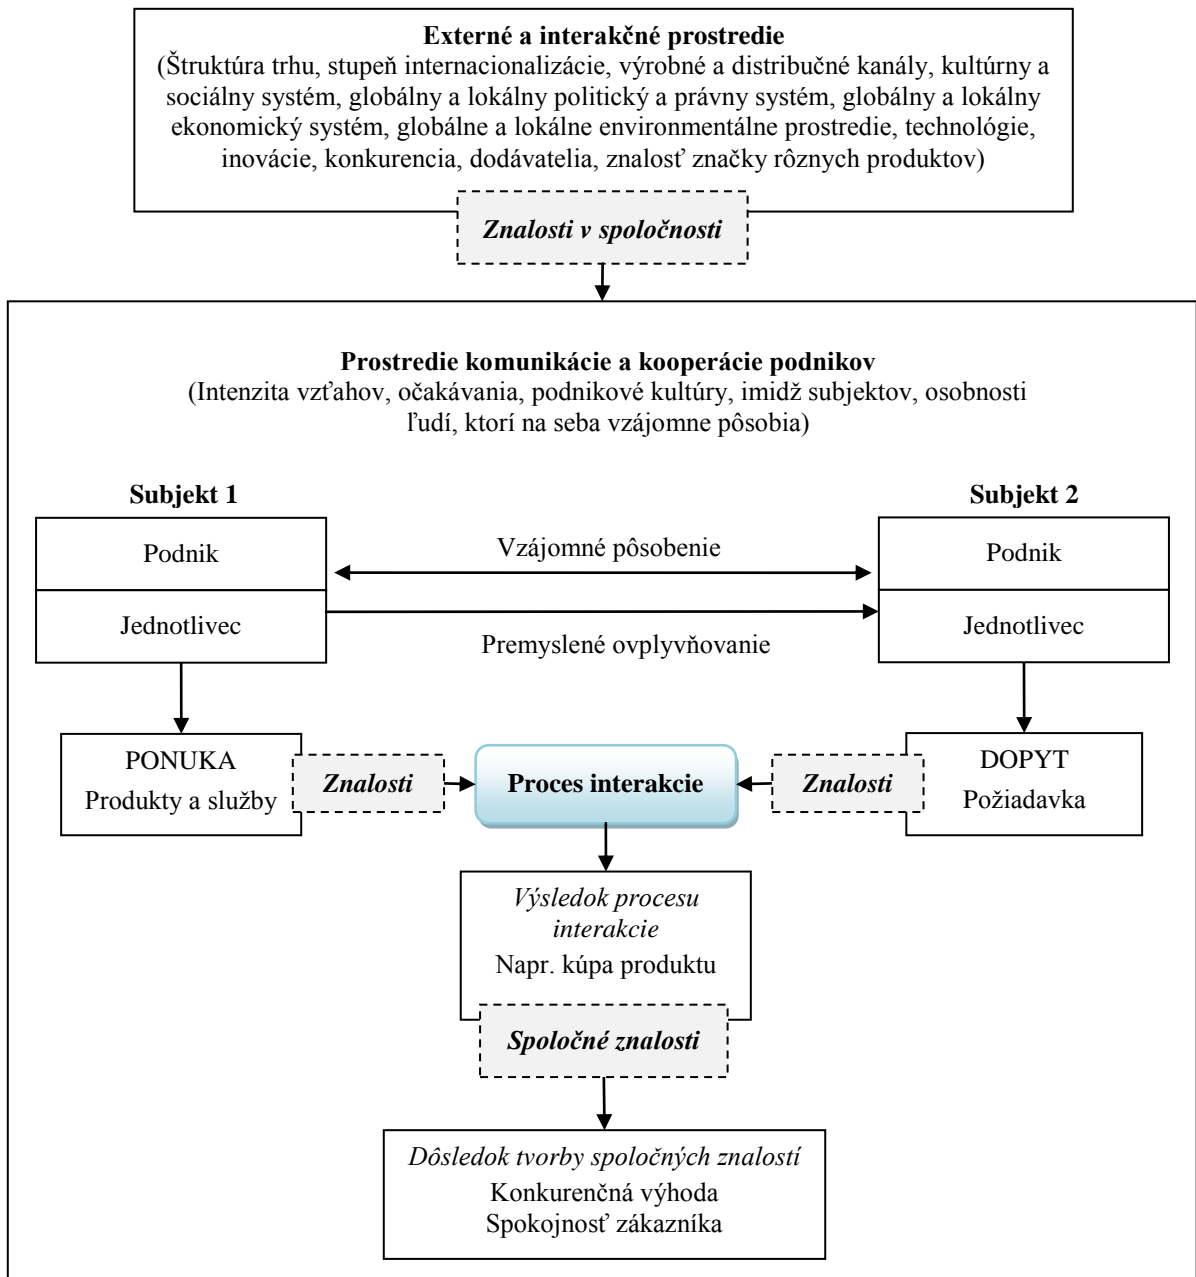 Externé a interakčné prostredie
(Štruktúra trhu, stupeň internacionalizácie, výrobné a distribučné kanály, kultúrny a
sociálny systém, globálny a lokálny politický a právny systém, globálny a lokálny
ekonomický systém, globálne a lokálne environmentálne prostredie, technológie,
inovácie, konkurencia, dodávatelia, znalosť značky rôznych produktov)
Znalosti v spoločnosti
Prostredie komunikácie a kooperácie podnikov
(Intenzita vzťahov, očakávania, podnikové kultúry, imidž subjektov, osobnosti
ľudí, ktorí na seba vzájomne pôsobia)
Subjekt 1
Subjekt 2
Podnik
Vzájomné pôsobenie
Podnik
Jednotlivec
Premyslené ovplyvňovanie
Jednotlivec
PONUKA
Produkty a služby
Znalosti
Proces interakcie
Znalosti
DOPYT
Požiadavka
Výsledok procesu
interakcie
Napr. kúpa produktu
Spoločné znalosti
Dôsledok tvorby spoločných znalostí
Konkurenčná výhoda
Spokojnosť zákazníka